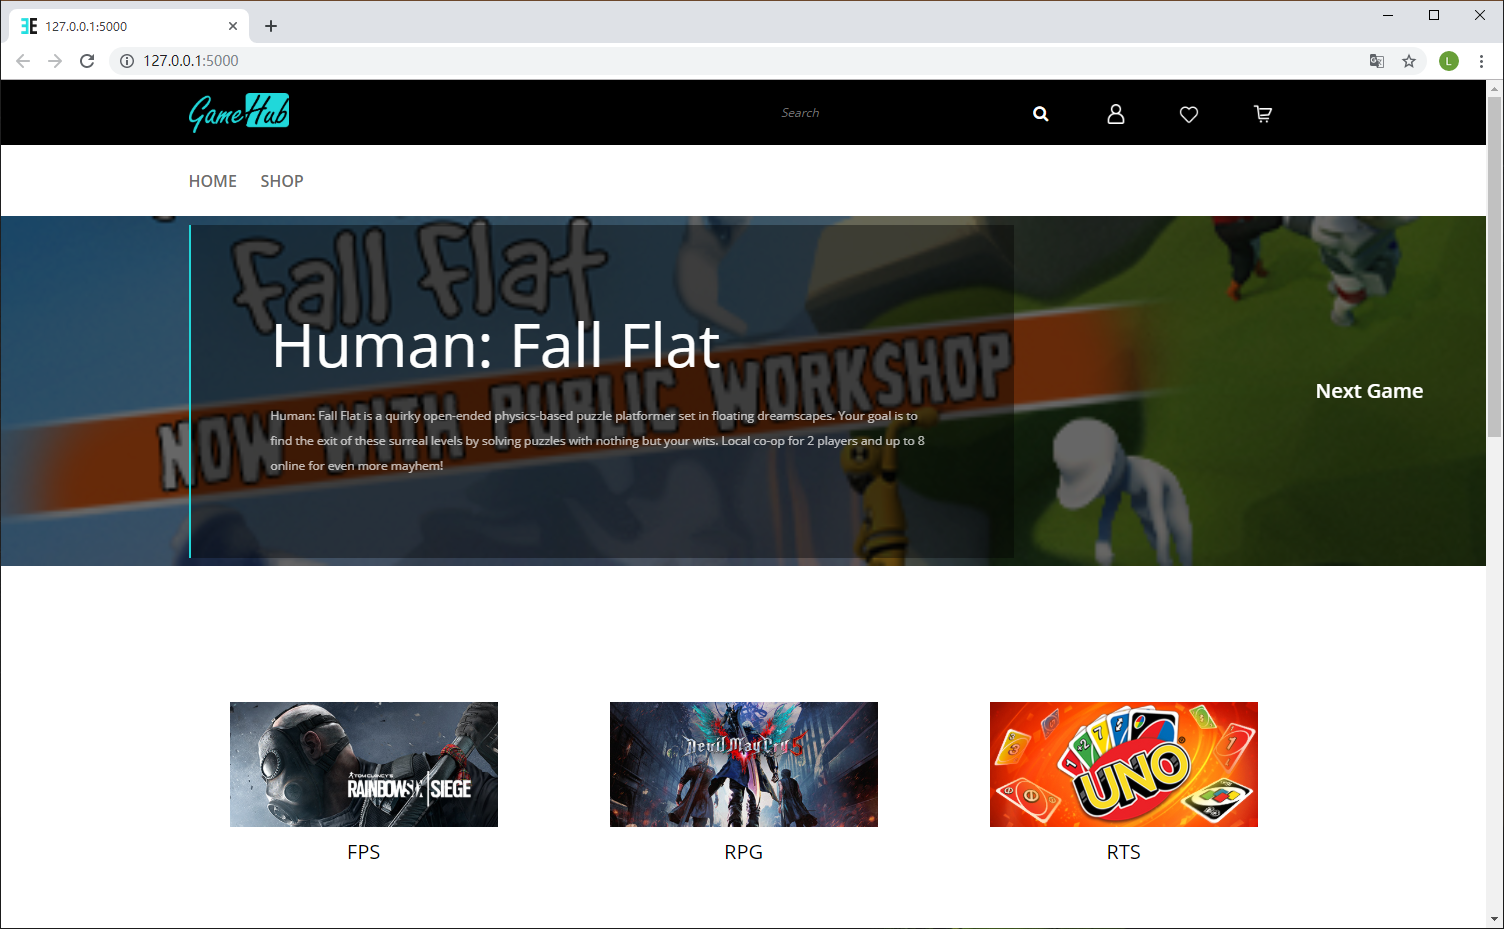 127.0.0.1:5000
127.0.0.1:5000
L
GameHub
Search
HOME SHOP
fall flat
NOW WITH PUBLIC WORKSHOP
Human: Fall Flat
Human: Fall Flat is a quirky open-ended physics-based puzzle platformer set in floating dreamscapes. Your goal is to
find the exit of these surreal levels by solving puzzles with nothing but your wits. Local co-op for 2 players and up to 8
online for even more mayhem!
Next Game
TOM CLANCY'S
RAINBOW SIX | SIEGE
Devil May Cry 5
UNO
FPS
RPG
RTS